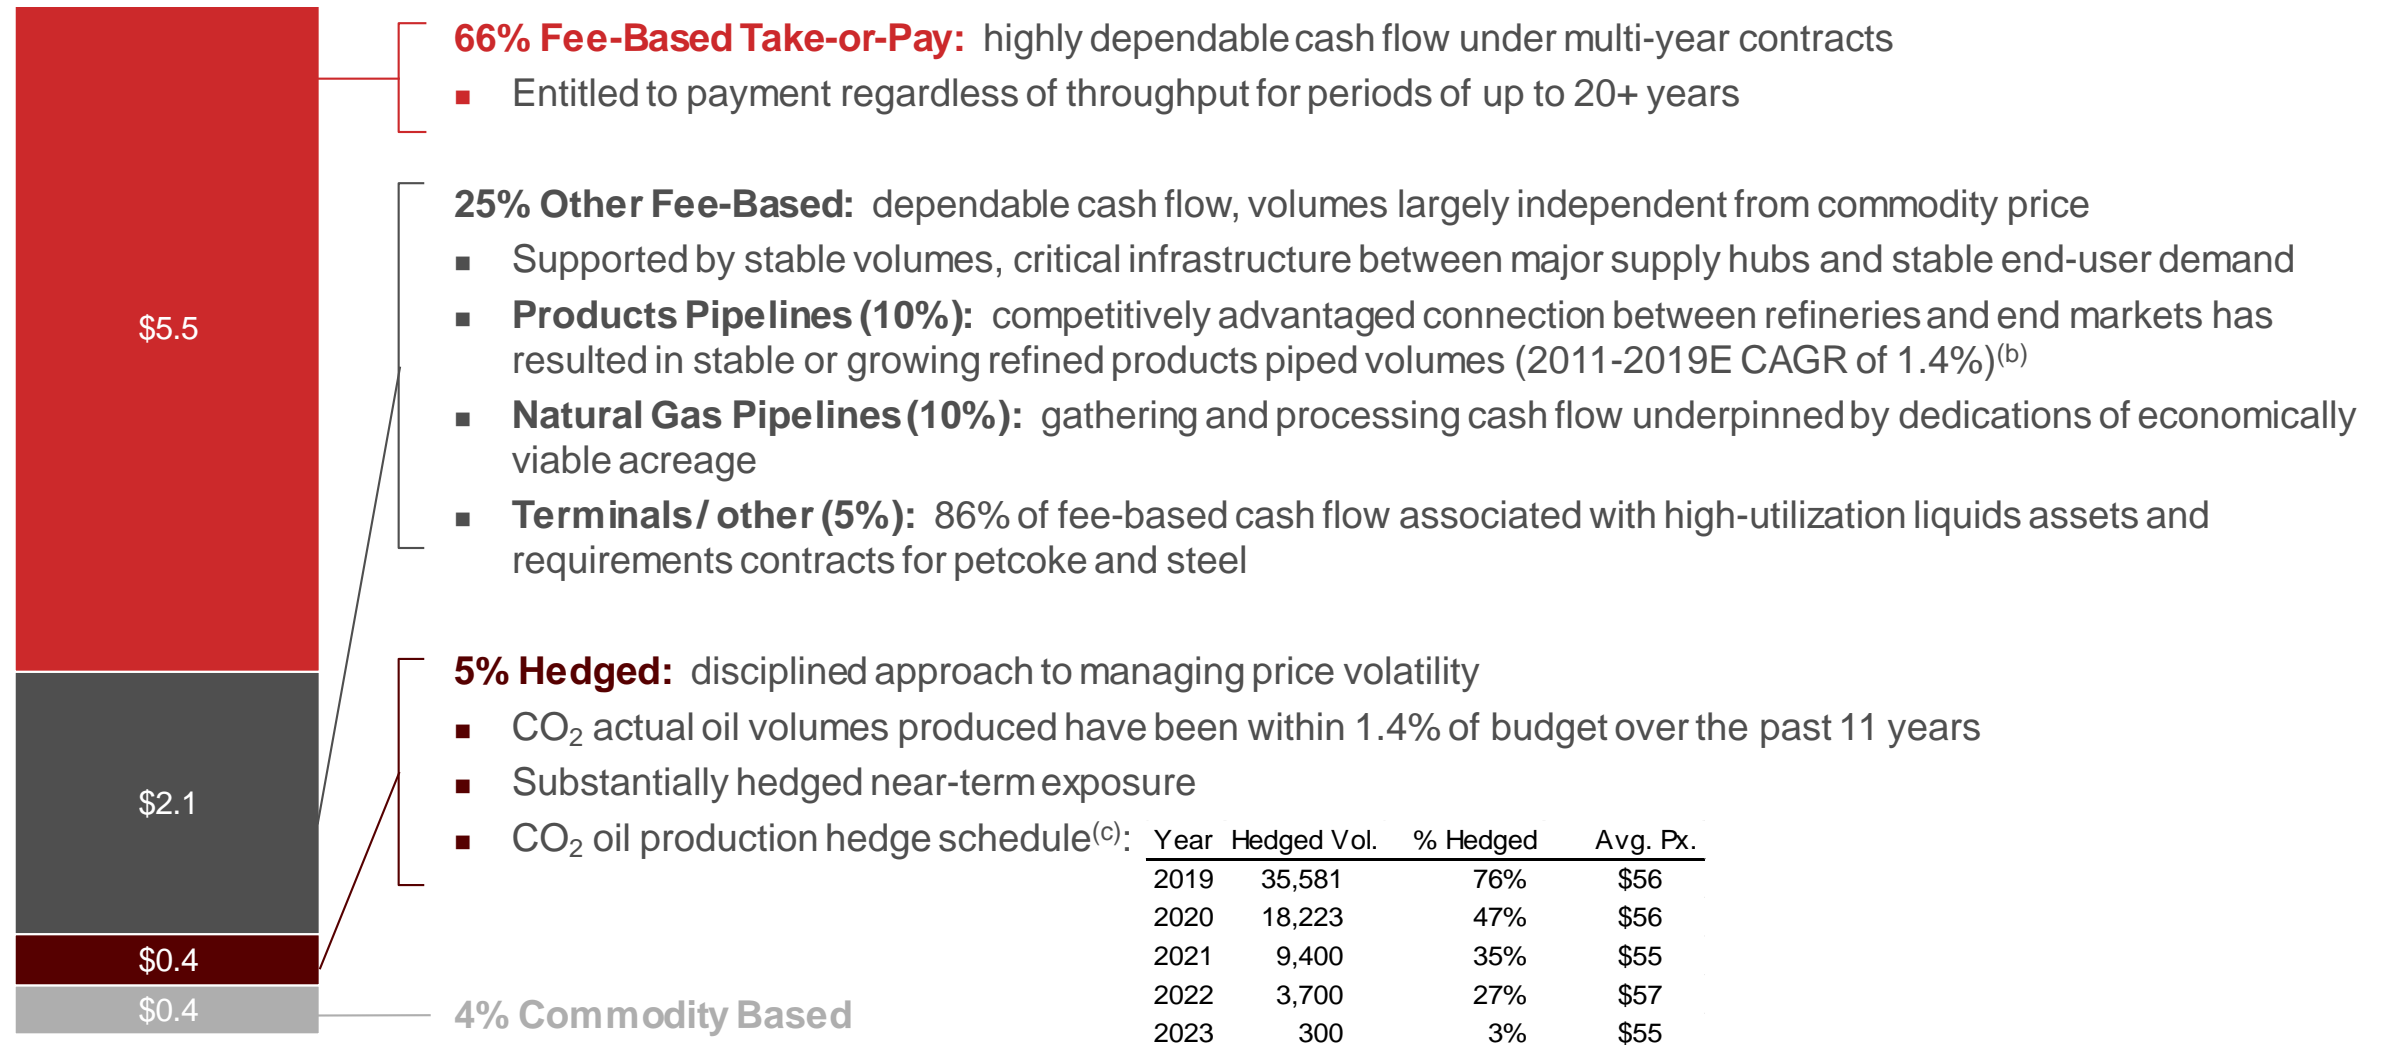 $5.5
$2.1
$0.4
$0.4
66% Fee-Based Take-or-Pay: highly dependable cash flow under multi-year contracts
■ Entitled to payment regardless of throughput for periods of up to 20+ years
25% Other Fee-Based: dependable cash flow, volumes largely independent from commodity price
■ Supported by stable volumes, critical infrastructure between major supply hubs and stable end-user demand
■ Products Pipelines (10%): competitively advantaged connection between refineries and end markets has
resulted in stable or growing refined products piped volumes (2011-2019E CAGR of 1.4%)(b)
■ Natural Gas Pipelines (10%): gathering and processing cash flow underpinned by dedications of economically
viable acreage
■ Terminals / other (5%): 86% of fee-based cash flow associated with high-utilization liquids assets and
requirements contracts for petcoke and steel
5% Hedged: disciplined approach to managing price volatility
■ CO2 actual oil volumes produced have been within 1.4% of budget over the past 11 years
■ Substantially hedged near-term exposure
■ CO2 oil production hedge schedule(c):
Year Hedged Vol. % Hedged Avg. Px.
2019 35,581 76% $56
2020 18,223 47% $56
2021 9,400 35% $55
2022 3,700 27% $57
2023 300 3% $55
4% Commodity Based